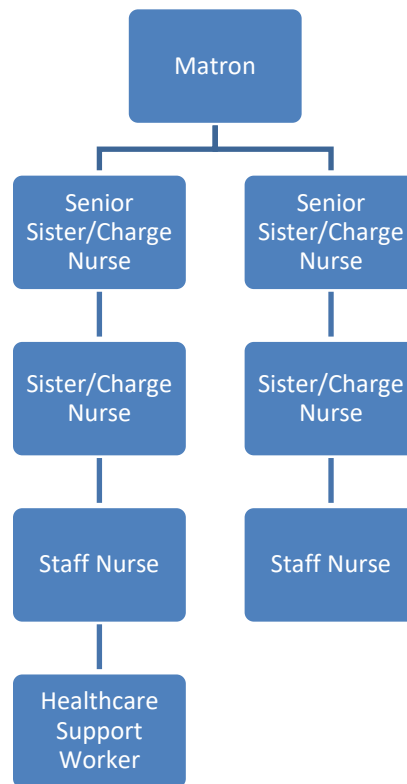 Matron
Senior
Sister/Charge
Nurse
Senior
Sister/Charge
Nurse
Sister/Charge
Nurse
Sister/Charge
Nurse
Staff Nurse
Staff Nurse
Healthcare
Support
Worker